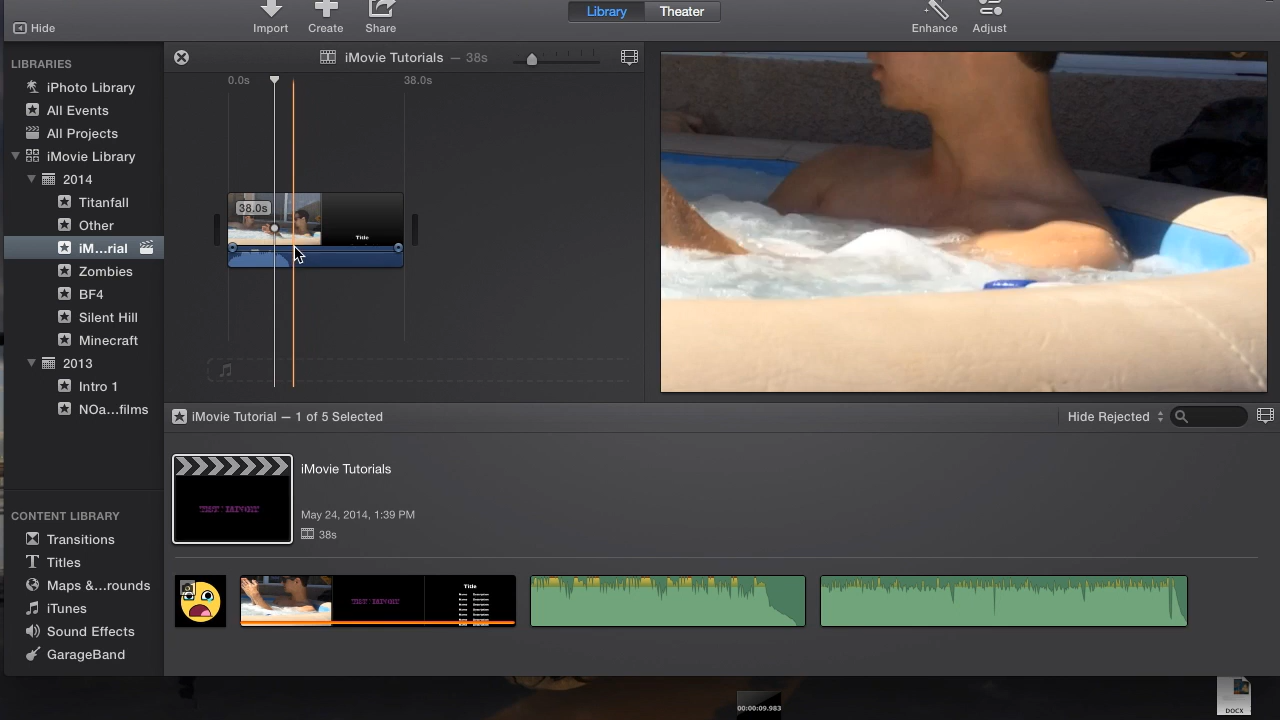 Hide
Import
Create
Share
Library
Theater
Enhance
Adjust
LIBRARIES
iPhoto Library
All Events
All Projects
iMovie Library
2014
Titanfall
Other
iM...rial
Zombies
BF4
Silent Hill
Minecraft
2013
Intro 1
NOa...films
CONTENT LIBRARY
Transitions
Titles
Maps &...rounds
iTunes
Sound Effects
GarageBand
iMovie Tutorials — 38s
0.0s
38.0s
38.0s
Title
iMovie Tutorial — 1 of 5 Selected
Hide Rejected
iMovie Tutorials
May 24, 2014, 1:39 PM
38s
Title
00:00:09.983
DOCX